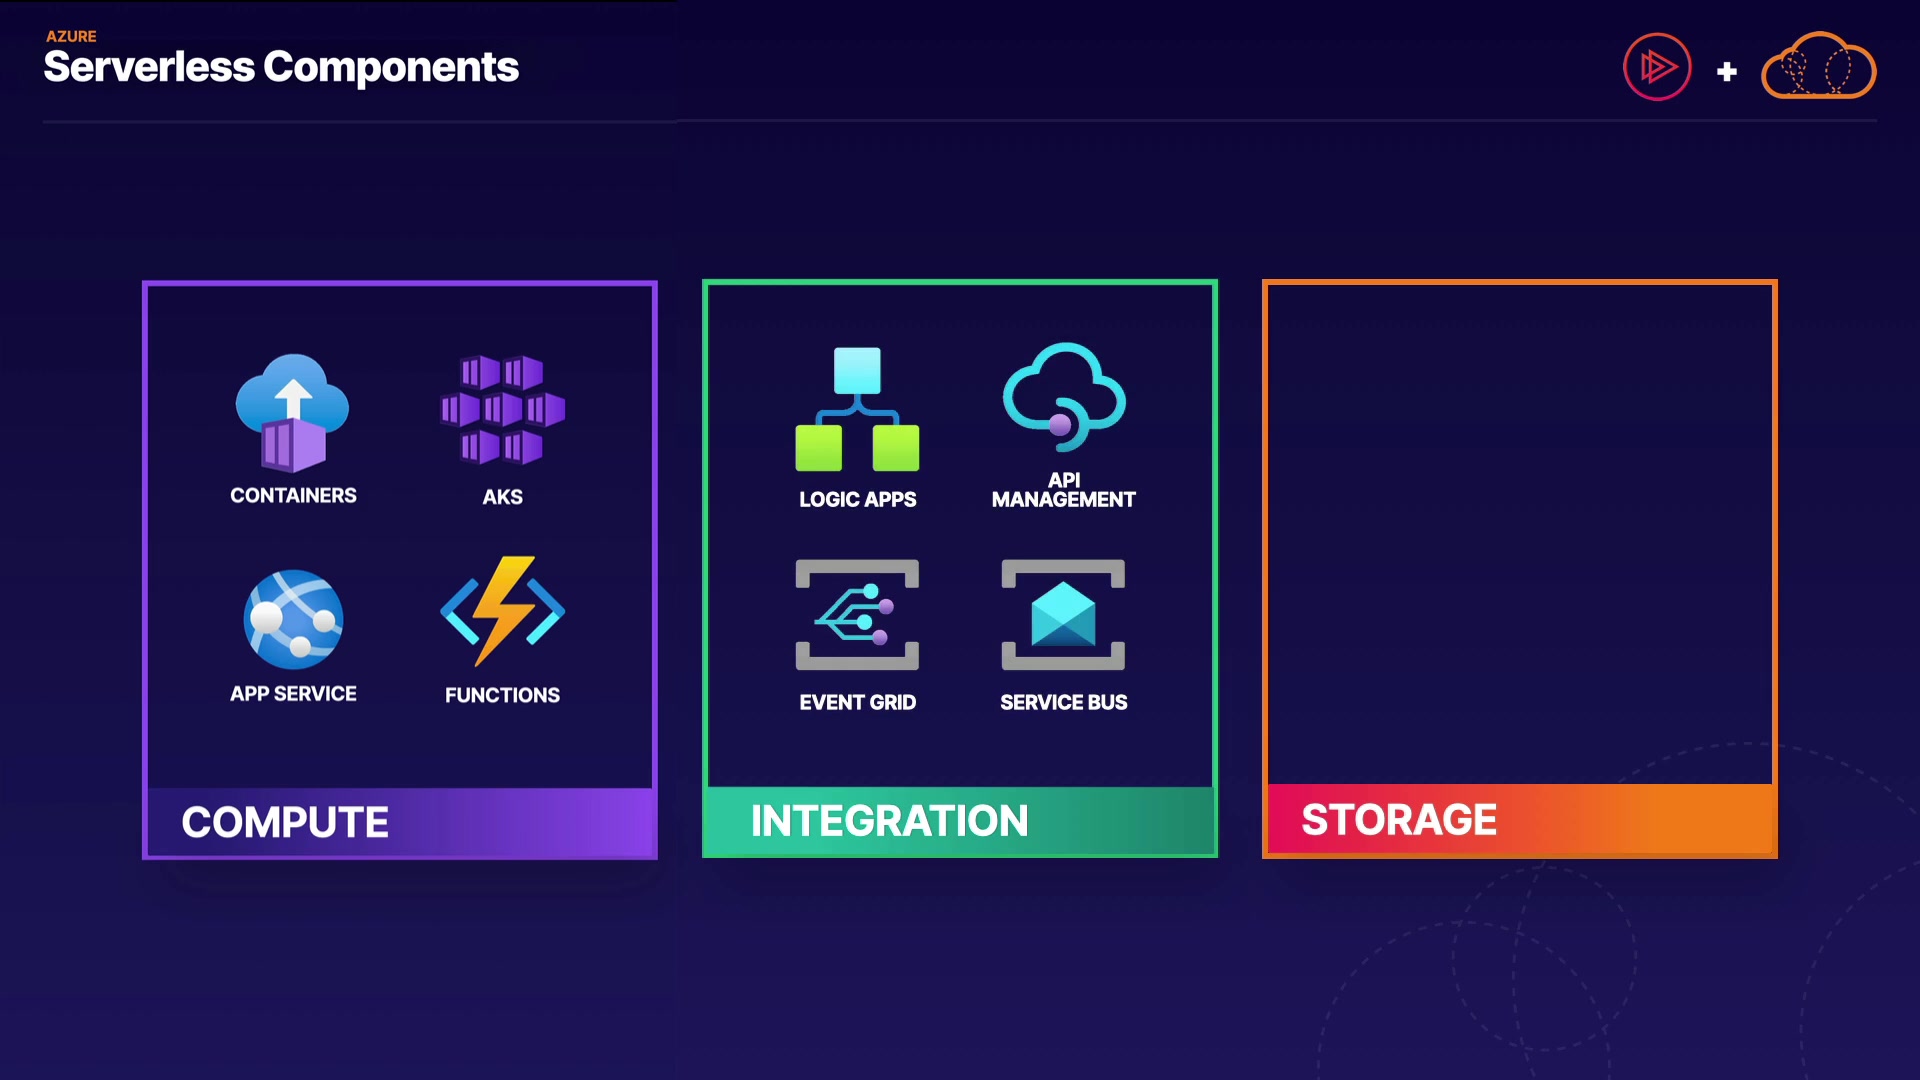 AZURE
Serverless Components
CONTAINERS
AKS
APP SERVICE
FUNCTIONS
COMPUTE
LOGIC APPS
API
MANAGEMENT
EVENT GRID
SERVICE BUS
INTEGRATION
STORAGE